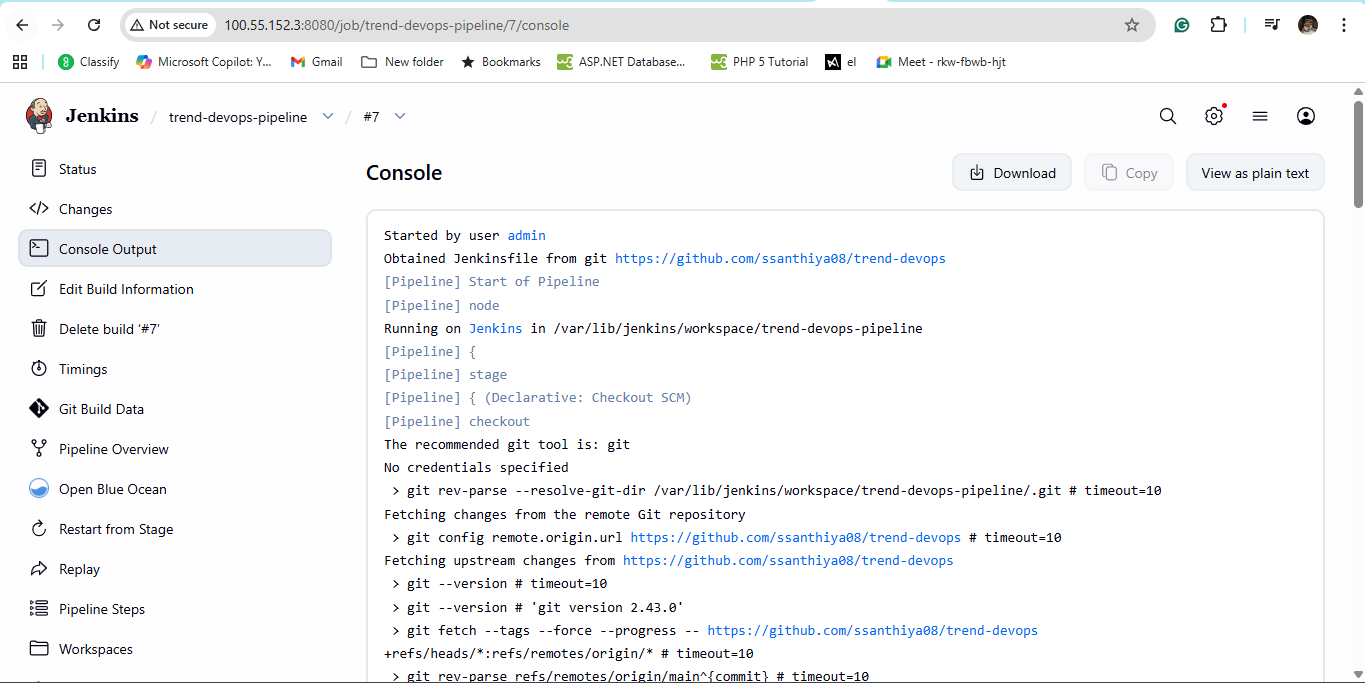 Not secure
100.55.152.3:8080/job/trend-devops-pipeline/7/console
Classify
Microsoft Copilot: Y...
Gmail
New folder
Bookmarks
ASP.NET Database...
PHP 5 Tutorial
el
Meet - rkw-fbwb-hjt
Jenkins / trend-devops-pipeline / #7
Status
Changes
Console Output
Edit Build Information
Delete build ‘#7’
Timings
Git Build Data
Pipeline Overview
Open Blue Ocean
Restart from Stage
Replay
Pipeline Steps
Workspaces
Console
Download
Copy
View as plain text
Started by user admin
Obtained Jenkinsfile from git https://github.com/ssanthiya08/trend-devops
[Pipeline] Start of Pipeline
[Pipeline] node
Running on Jenkins in /var/lib/jenkins/workspace/trend-devops-pipeline
[Pipeline] {
[Pipeline] stage
[Pipeline] { (Declarative: Checkout SCM)
[Pipeline] checkout
The recommended git tool is: git
No credentials specified
> git rev-parse --resolve-git-dir /var/lib/jenkins/workspace/trend-devops-pipeline/.git # timeout=10
Fetching changes from the remote Git repository
> git config remote.origin.url https://github.com/ssanthiya08/trend-devops # timeout=10
Fetching upstream changes from https://github.com/ssanthiya08/trend-devops
> git --version # timeout=10
> git --version # 'git version 2.43.0'
> git fetch --tags --force --progress -- https://github.com/ssanthiya08/trend-devops
+refs/heads/*:refs/remotes/origin/* # timeout=10
> git rev-parse refs/remotes/origin/main^{commit} # timeout=10